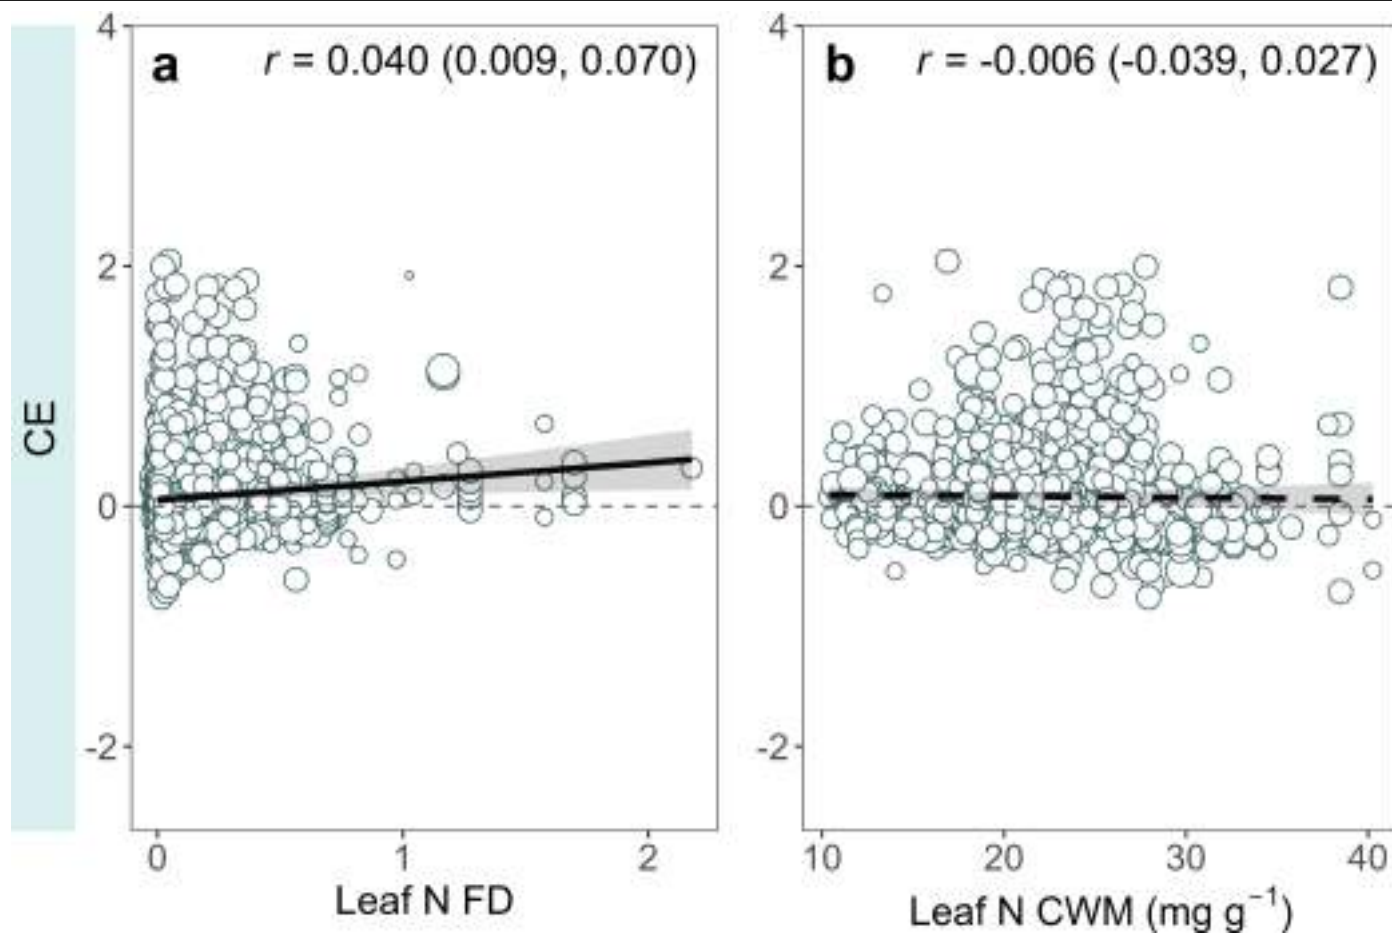 CE
a r = 0.040 (0.009, 0.070)
4
2
0
-2
0 1 2
Leaf N FD
b r = -0.006 (-0.039, 0.027)
4
2
0
-2
10 20 30 40
Leaf N CWM (mg g⁻¹)